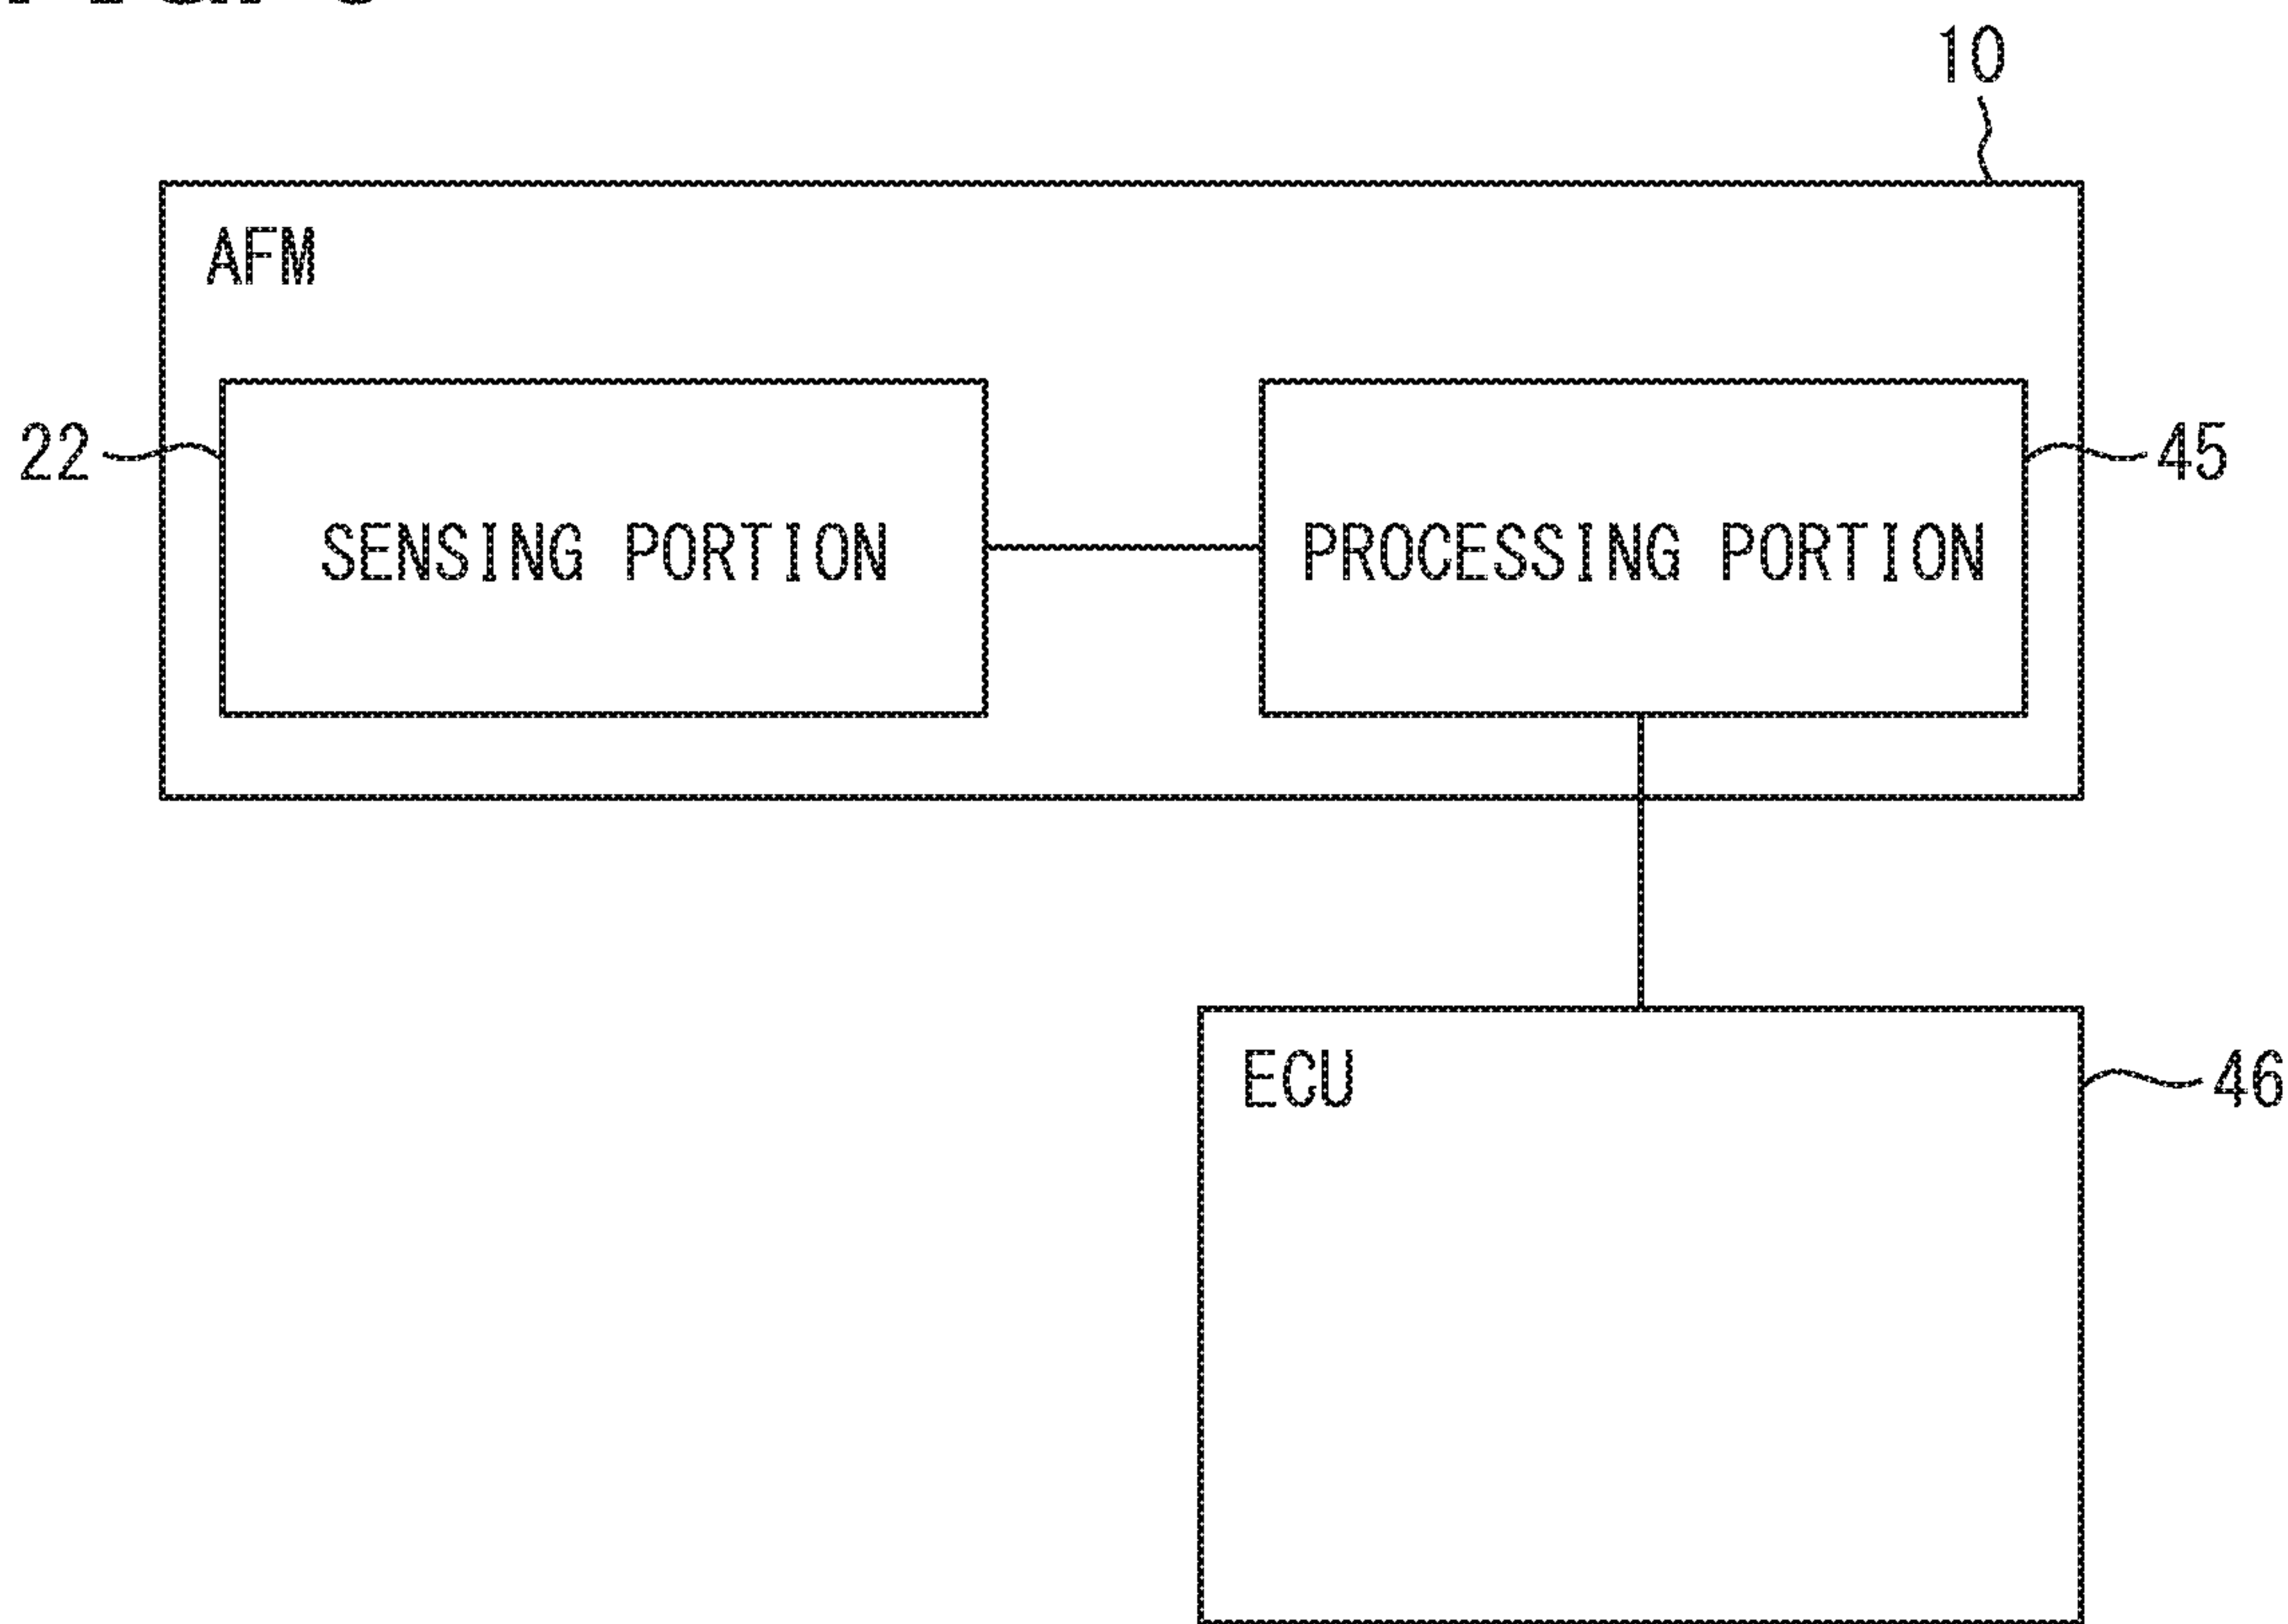 10
AFM
22
45
SENSING PORTION
PROCESSING PORTION
ECU
46